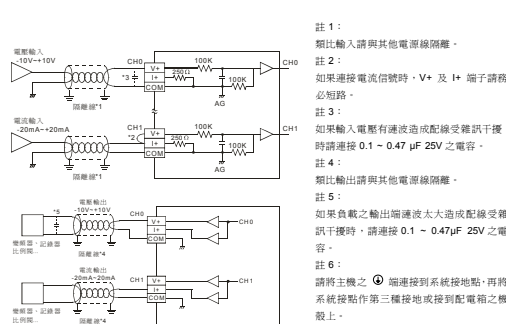 電壓輸入
-10V~+10V
CH0
V+
I+
COM
*3
250Ω
100K
100K
AG
CH0
隔離線*1
電流輸入
-20mA~+20mA
CH1
*2
V+
I+
COM
250Ω
100K
100K
AG
CH1
隔離線*1
電壓輸出
-10V~+10V
*5
CH0
V+
I+
COM
CH0
變頻器，記錄器
比例閥...
隔離線*4
電流輸出
-20mA~20mA
CH1
V+
I+
COM
CH1
變頻器，記錄器
比例閥...
隔離線*4
註 1：
類比輸入請與其他電源線隔離。
註 2：
如果連接電流信號時，V+ 及 I+ 端子請務
必短路。
註 3：
如果輸入電壓有漣波造成配線受雜訊干擾
時請連接 0.1 ~ 0.47 μF 25V 之電容。
註 4：
類比輸出請與其他電源線隔離。
註 5：
如果負載之輸出端漣波太大造成配線受雜
訊干擾時，請連接 0.1 ~ 0.47μF 25V 之電
容。
註 6：
請將主機之 端連接到系統接地點，再將
系統接點作第三種接地或接到配電箱之機
殼上。